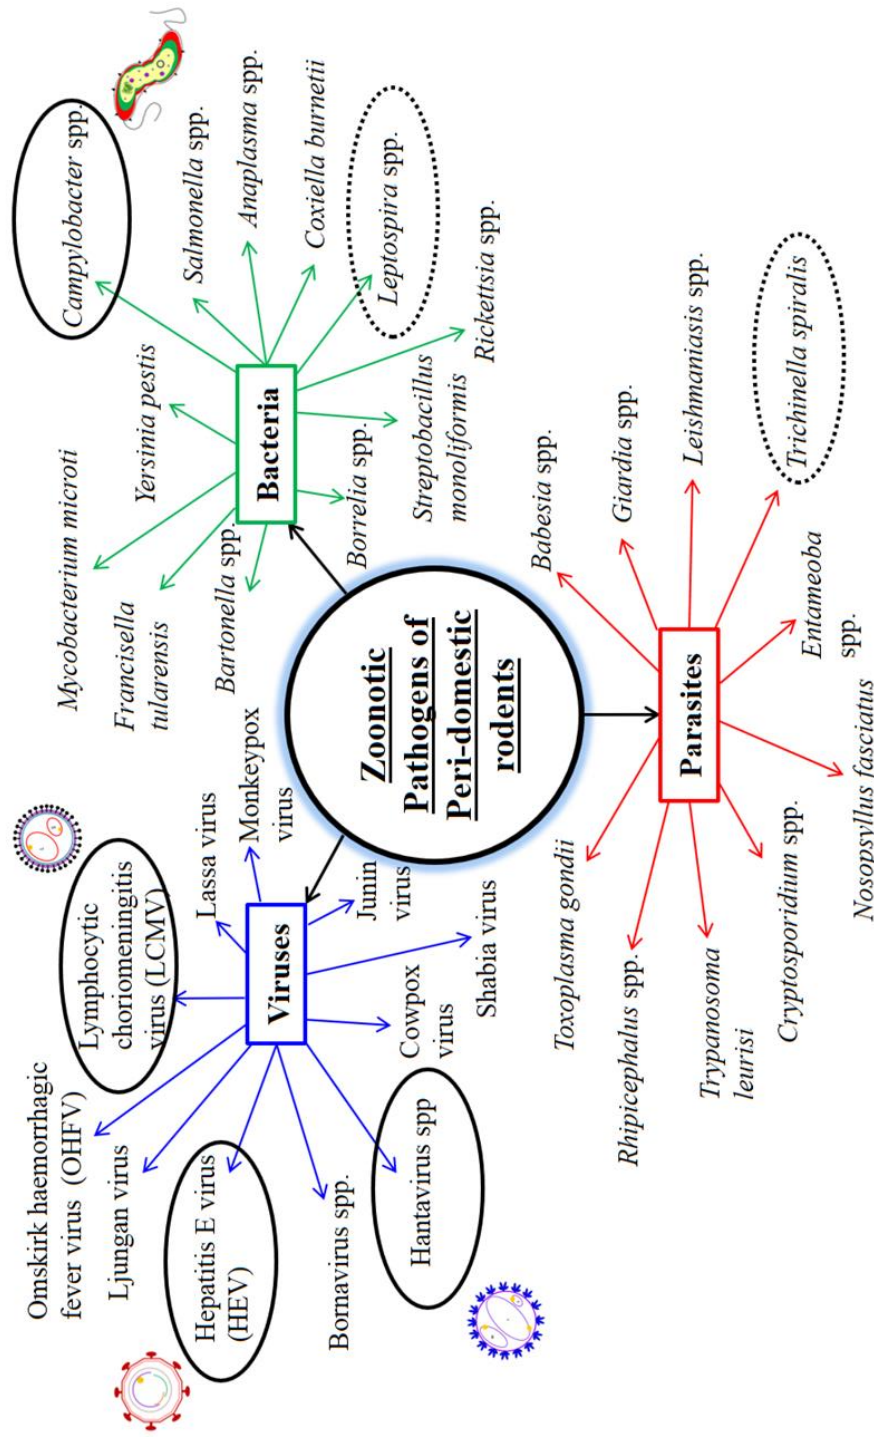 Zoonotic
Pathogens of
Peri-domestic
rodents
Viruses
Omskirk haemorrhagic
fever virus (OHFV)
Ljungan virus
Hepatitis E virus
(HEV)
Bornavirus spp.
Hantavirus spp
Lymphocytic
choriomeningitis
virus (LCMV)
Lassa virus
Monkeypox
virus
Junin
virus
Shabia virus
Cowpox
virus
Bacteria
Mycobacterium microti
Francisella
tularensis
Bartonella spp.
Yersinia pestis
Campylobacter spp.
Salmonella spp.
Anaplasma spp.
Coxiella burnetii
Leptospira spp.
Rickettsia spp.
Streptobacillus
monoliformis
Borrelia spp.
Parasites
Toxoplasma gondii
Rhipicephalus spp.
Trypanosoma
leurisi
Cryptosporidium spp.
Nosopsyllus fasciatus
Entameoba
spp.
Trichinella spiralis
Leishmaniasis spp.
Giardia spp.
Babesia spp.